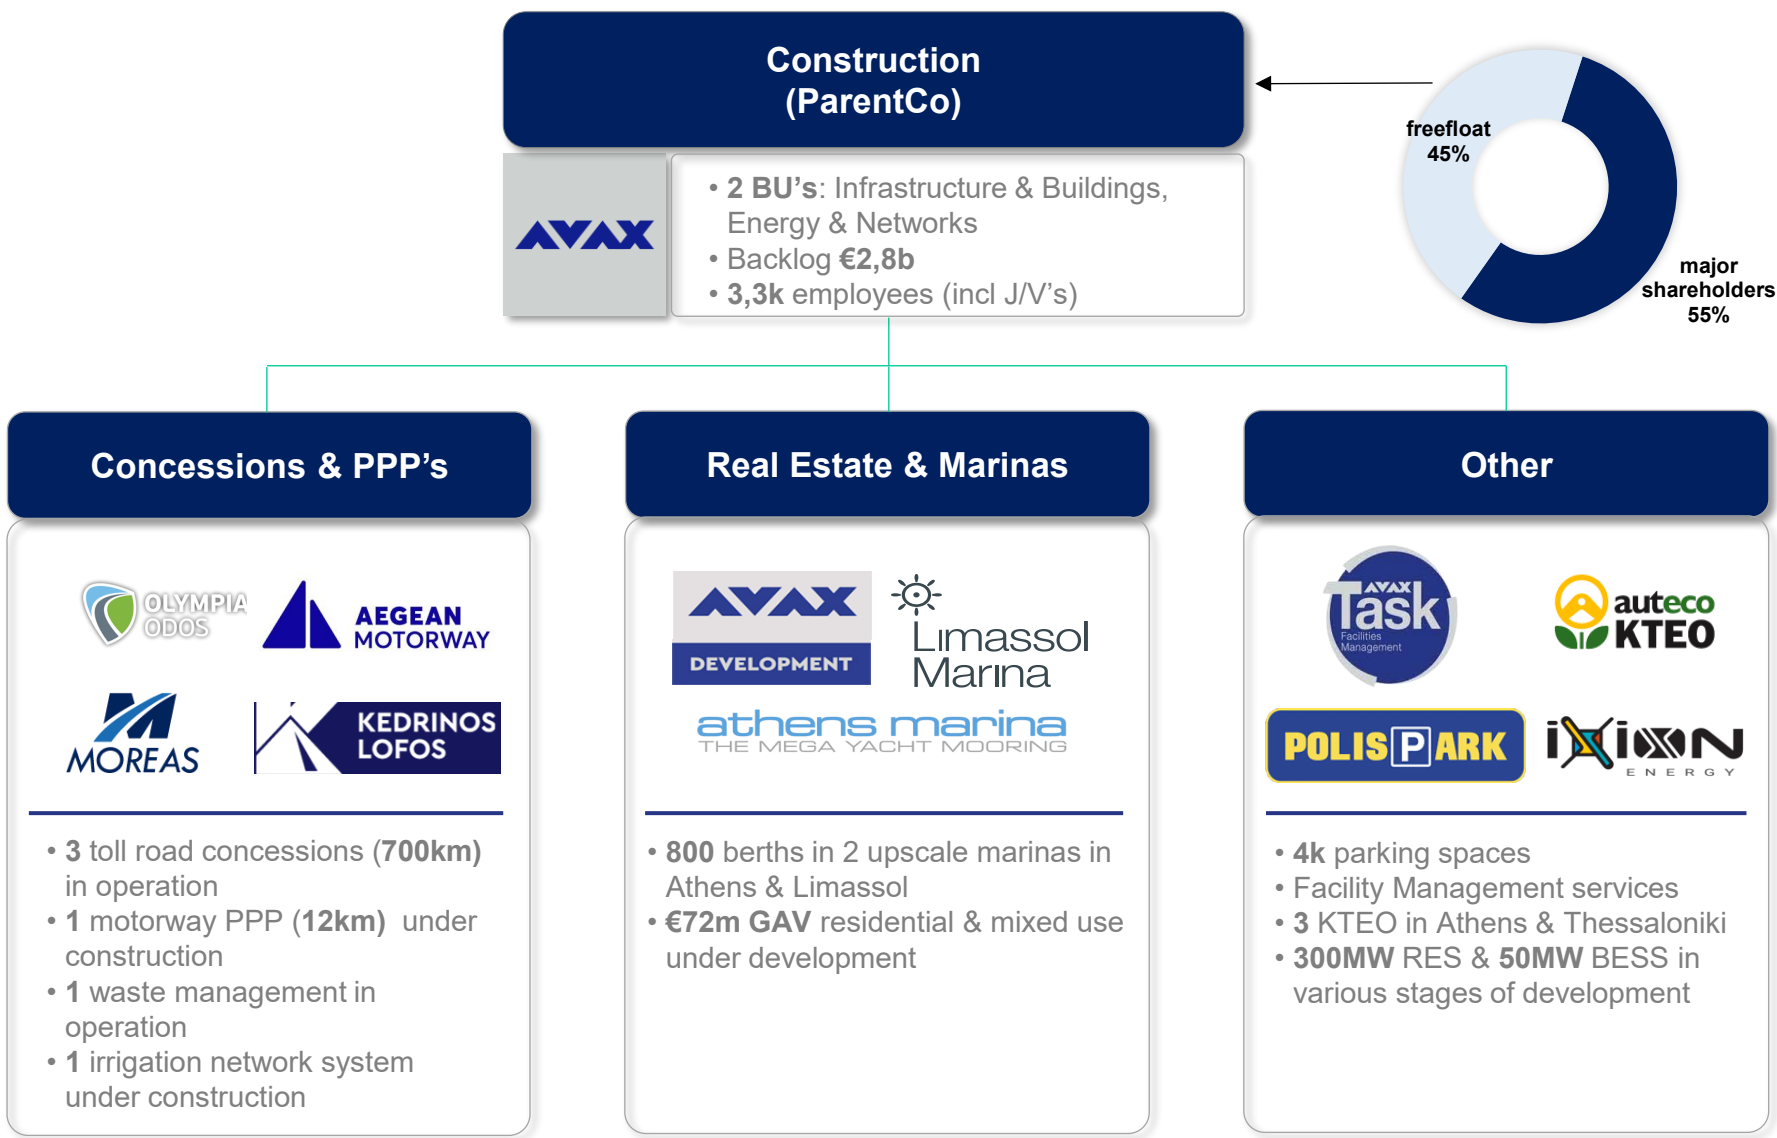 Construction
(ParentCo)
AVAX
• 2 BU’s: Infrastructure & Buildings,
Energy & Networks
• Backlog €2,8b
• 3,3k employees (incl J/V’s)
freefloat
45%
major
shareholders
55%
Concessions & PPP’s
OLYMPIA
ODOS
AEGEAN
MOTORWAY
MOREAS
KEDRINOS
LOFOS
• 3 toll road concessions (700km)
in operation
• 1 motorway PPP (12km) under
construction
• 1 waste management in
operation
• 1 irrigation network system
under construction
Real Estate & Marinas
AVAX
DEVELOPMENT
Limassol
Marina
athens marina
THE MEGA YACHT MOORING
• 800 berths in 2 upscale marinas in
Athens & Limassol
• €72m GAV residential & mixed use
under development
Other
AVAX
Task
Facilities
Management
auteco
KTEO
POLIS P ARK
iXiON
ENERGY
• 4k parking spaces
• Facility Management services
• 3 KTEO in Athens & Thessaloniki
• 300MW RES & 50MW BESS in
various stages of development